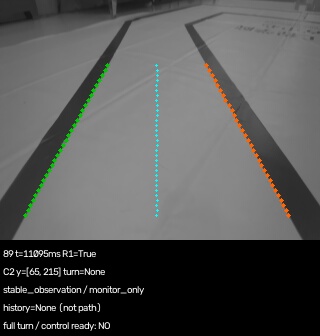 89 t=11095ms R1=True
C2 y=[65, 215] turn=None
stable_observation / monitor_only
history=None (not path)
full turn / control ready: NO